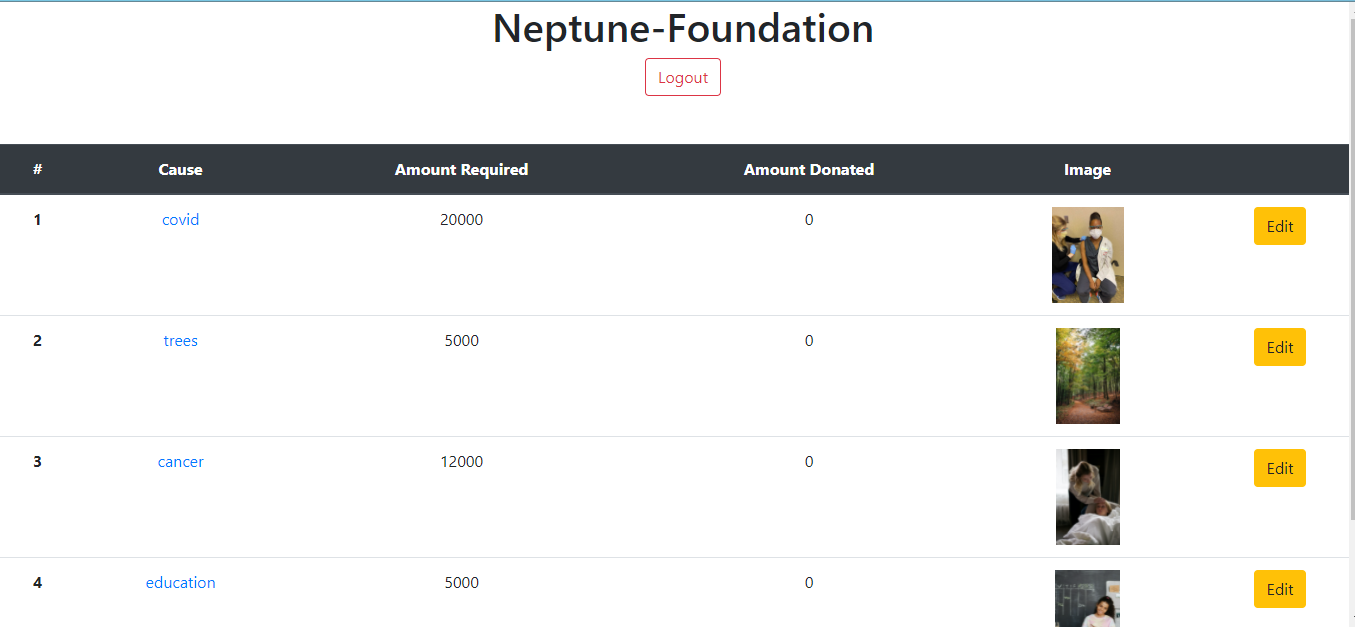 Neptune-Foundation
Logout
# Cause Amount Required Amount Donated Image
1 covid 20000 0 Edit
2 trees 5000 0 Edit
3 cancer 12000 0 Edit
4 education 5000 0 Edit